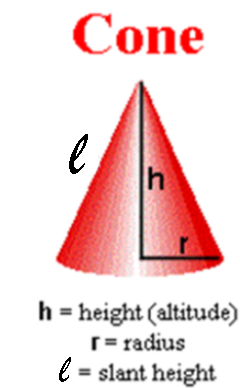 Cone
ℓ
h
r
h = height (altitude)
r = radius
ℓ = slant height